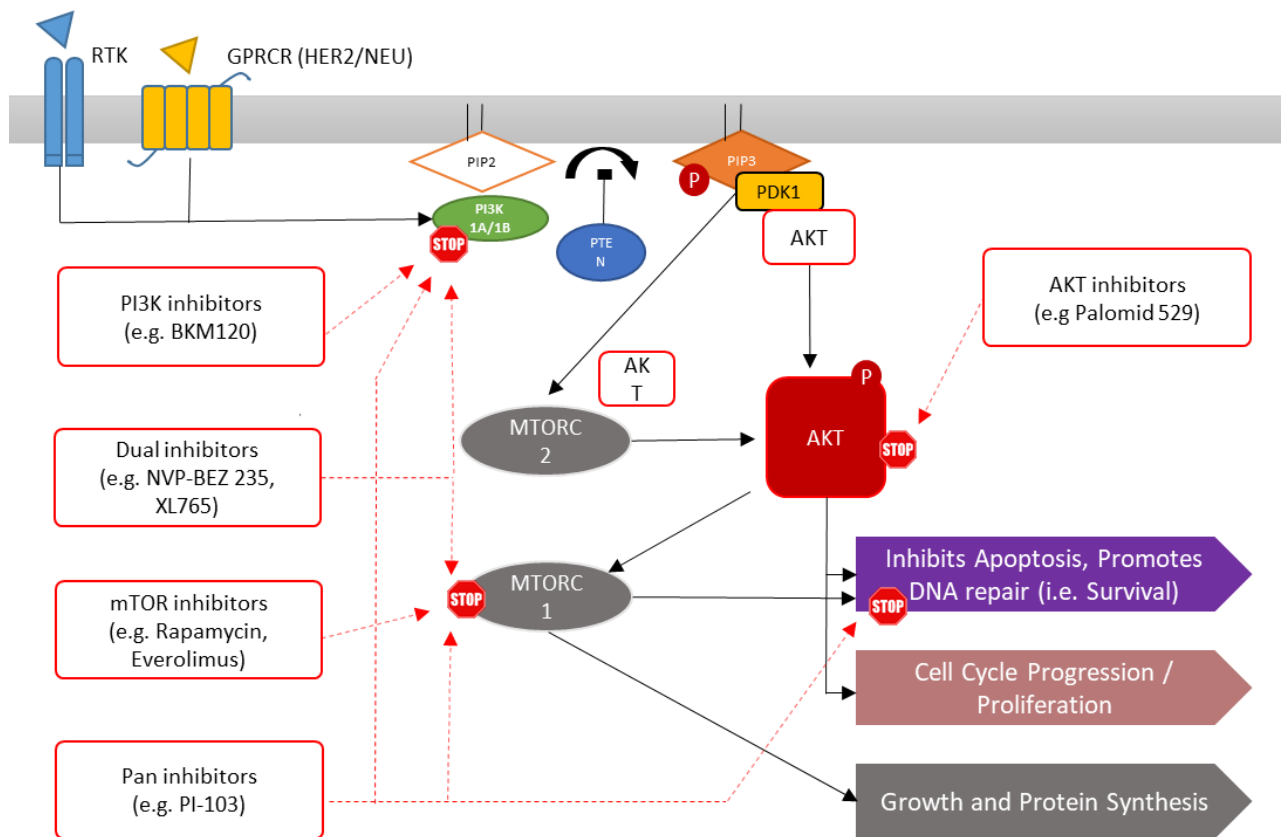 RTK
GPRCR (HER2/NEU)
PIP2
PIP3
P
PDK1
PI3K
1A/1B
STOP
PTE
N
AKT
PI3K inhibitors
(e.g. BKM120)
AKT inhibitors
(e.g Palomid 529)
AK
T
P
MTORC
2
AKT
STOP
Dual inhibitors
(e.g. NVP-BEZ 235,
XL765)
Inhibits Apoptosis, Promotes
DNA repair (i.e. Survival)
STOP
MTORC
1
STOP
mTOR inhibitors
(e.g. Rapamycin,
Everolimus)
Cell Cycle Progression /
Proliferation
Pan inhibitors
(e.g. PI-103)
Growth and Protein Synthesis